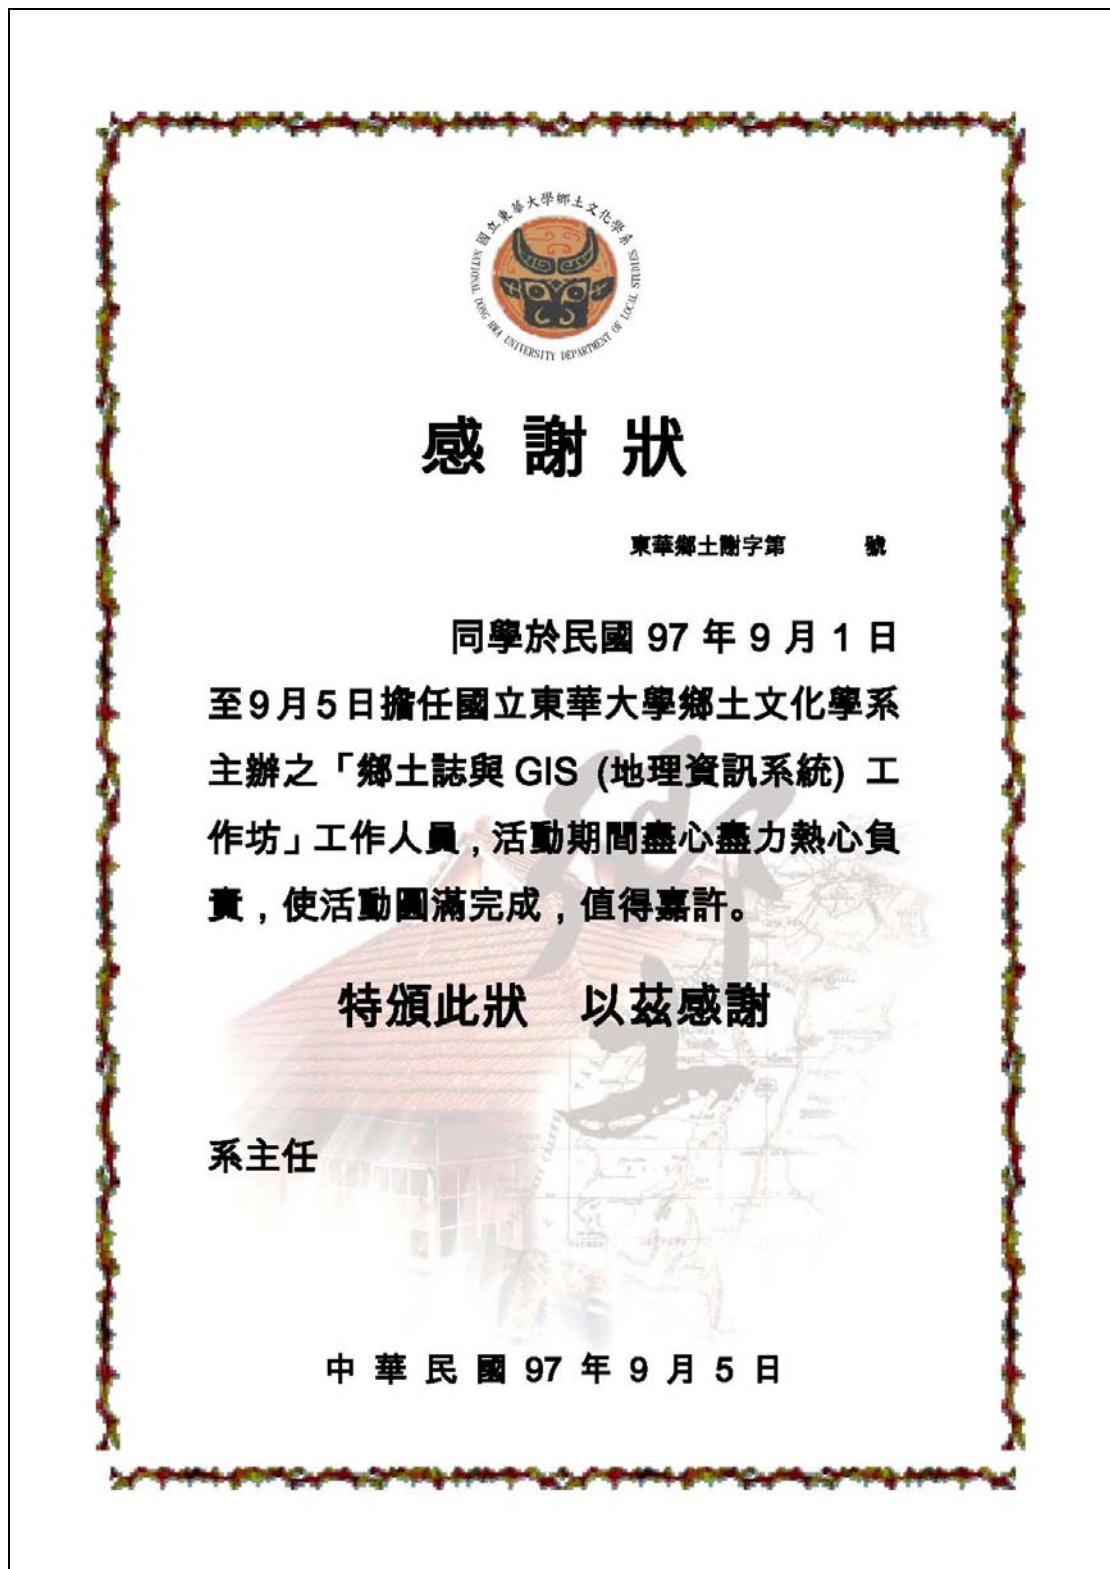 國立東華大學鄉土文化學系
NATIONAL DONG HWA UNIVERSITY DEPARTMENT OF LOCAL STUDIES
感謝狀
東華鄉土謝字第 號
同學於民國 97 年 9 月 1 日
至9月5日擔任國立東華大學鄉土文化學系
主辦之「鄉土誌與 GIS (地理資訊系統) 工
作坊」工作人員，活動期間盡心盡力熱心負
責，使活動圓滿完成，值得嘉許。
特頒此狀 以茲感謝
鄉土
系主任
中華民國 97 年 9 月 5 日